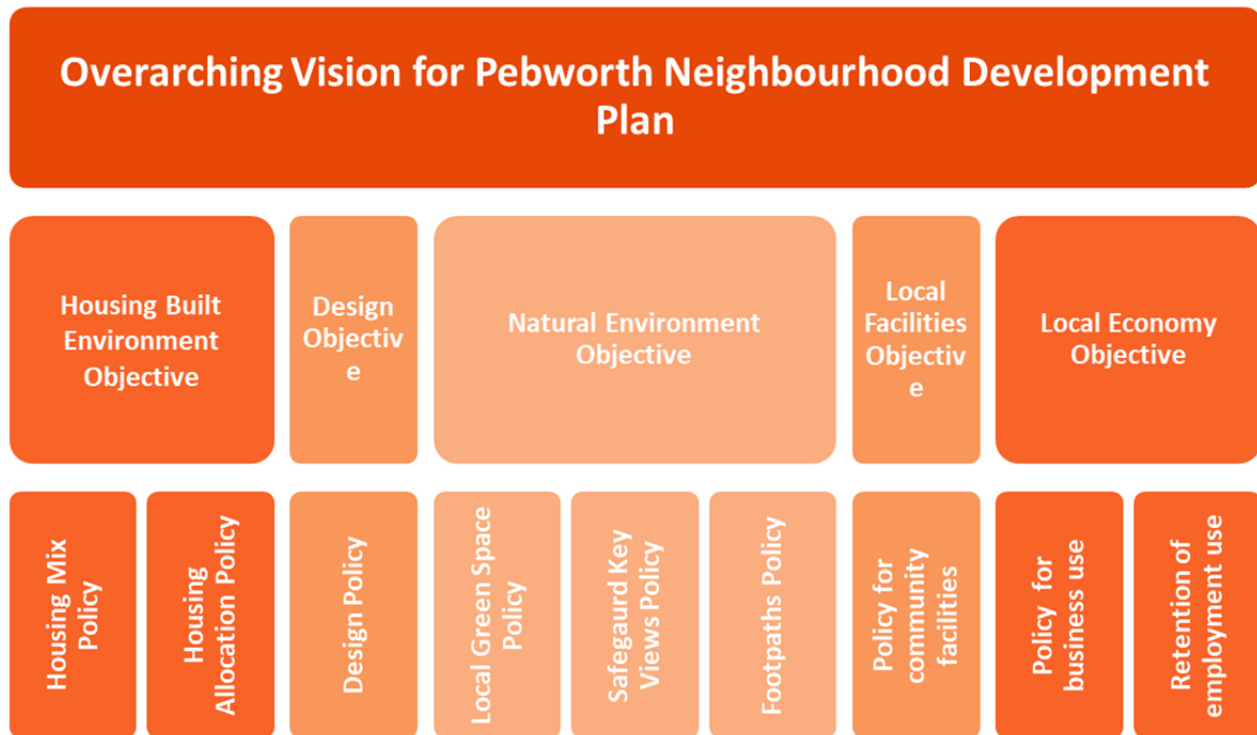 Overarching Vision for Pebworth Neighbourhood Development
Plan
Housing Built
Environment
Objective
Design
Objectiv
e
Natural Environment
Objective
Local
Facilities
Objectiv
e
Local Economy
Objective
Housing Mix
Policy
Housing
Allocation Policy
Design Policy
Local Green Space
Policy
Safegaurd Key
Views Policy
Footpaths Policy
Policy for
community
facilities
Policy for
business use
Retention of
employment use